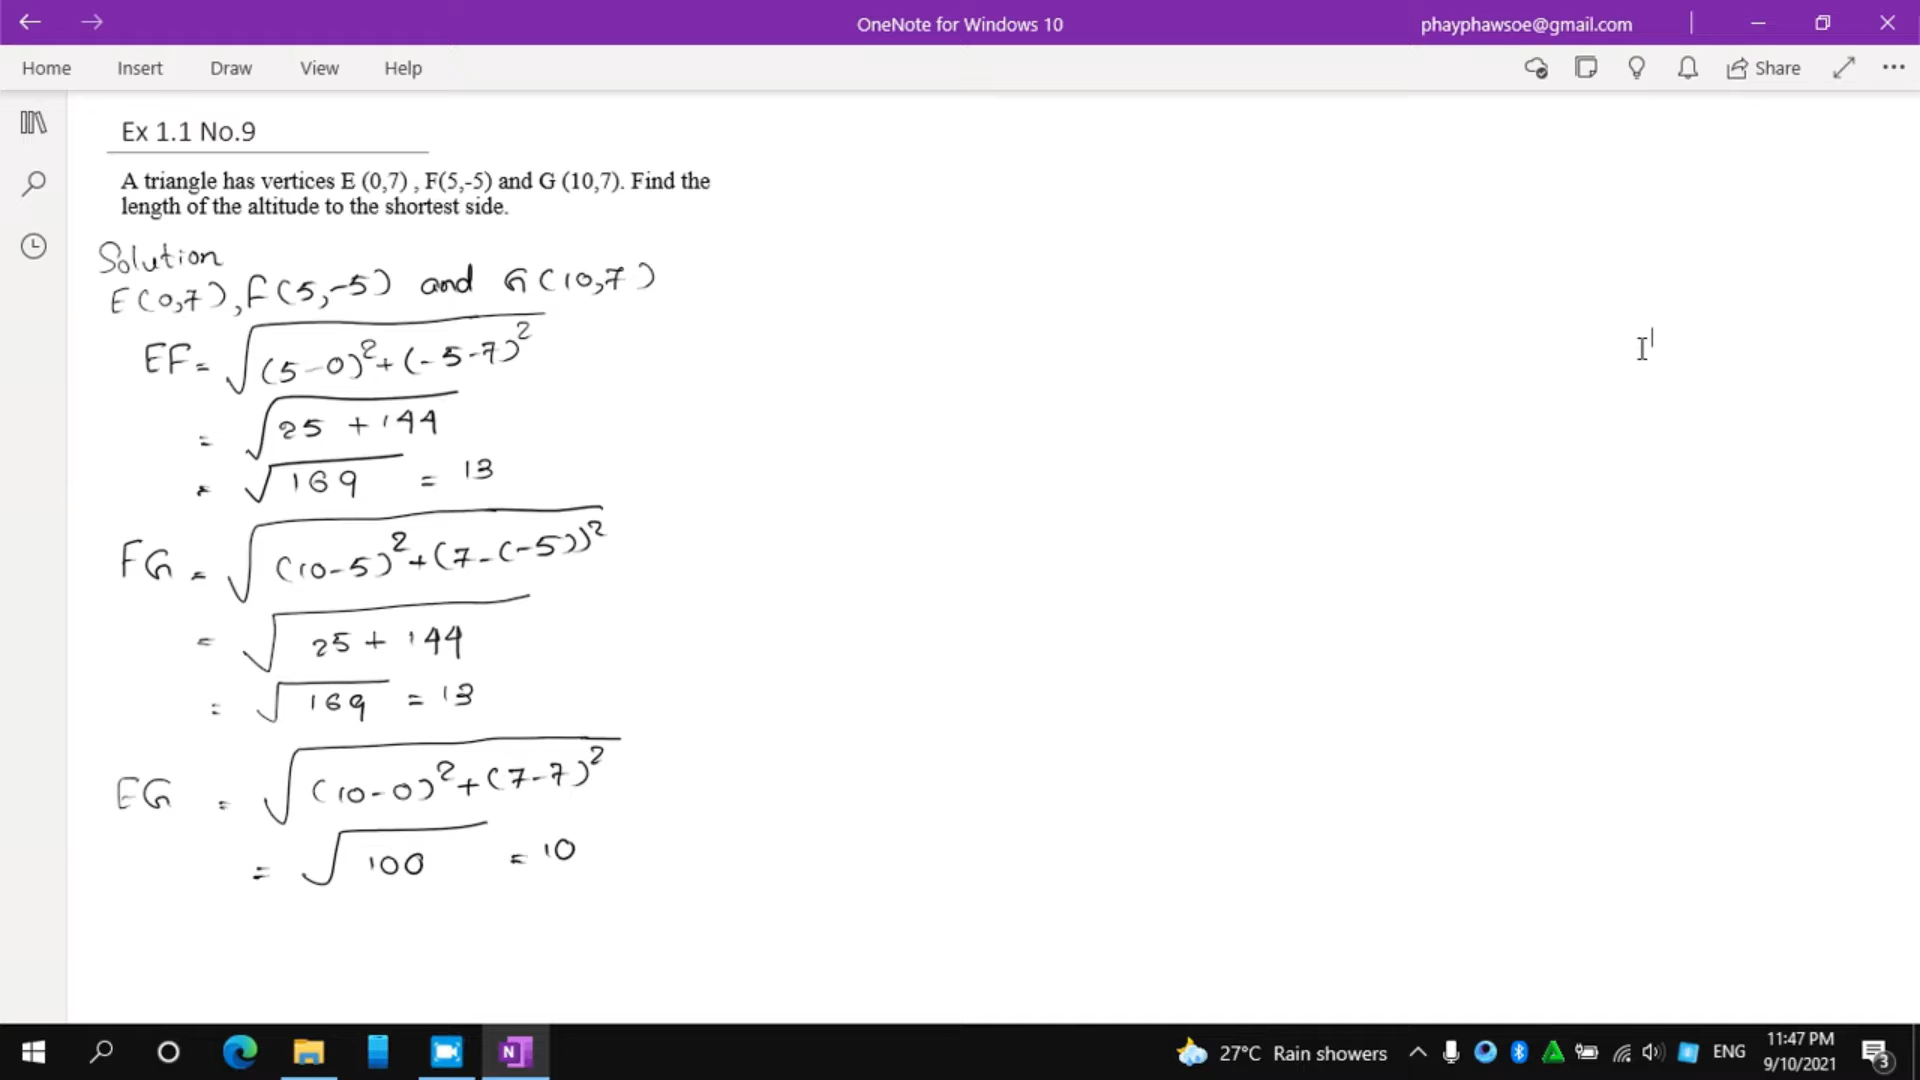 OneNote for Windows 10
phayphawsoe@gmail.com
Home Insert Draw View Help
Share
Ex 1.1 No.9
A triangle has vertices E (0,7) , F(5,-5) and G (10,7). Find the
length of the altitude to the shortest side.
Solution
E(0,7), F(5,-5) and G(10,7)
EF = √(5-0)²+(-5-7)²
= √25 + 144
= √169 = 13
FG = √(10-5)²+(7-(-5))²
= √25 + 144
= √169 = 13
EG = √(10-0)²+(7-7)²
= √100 = 10
27°C Rain showers
ENG
11:47 PM
9/10/2021
3